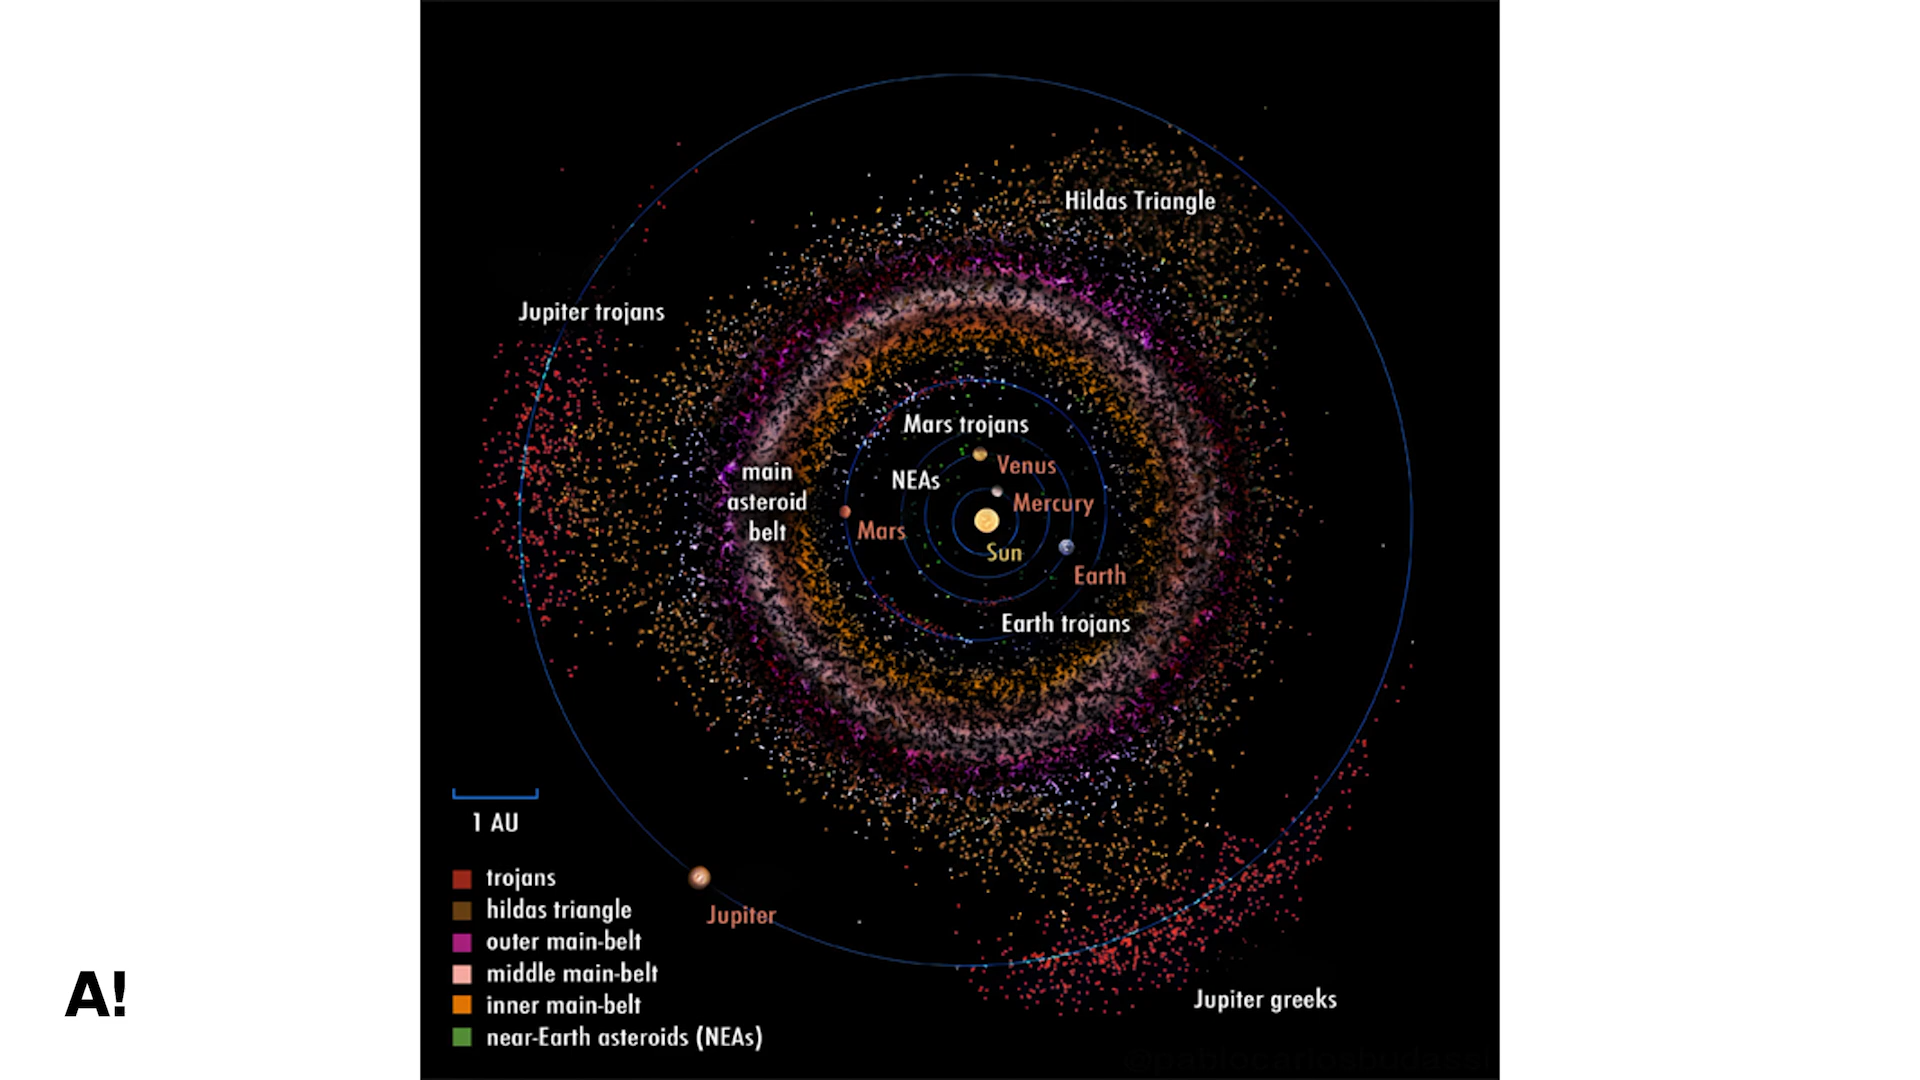 Hildas Triangle
Jupiter trojans
Mars trojans
Venus
NEAs
main
asteroid
belt
Mercury
Mars
Sun
Earth
Earth trojans
1 AU
trojans
hildas triangle
outer main-belt
middle main-belt
inner main-belt
near-Earth asteroids (NEAs)
Jupiter
Jupiter greeks
A!
@pablocarlosbudassi